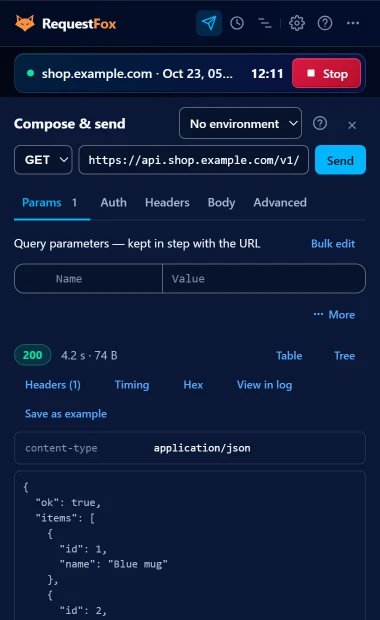 RequestFox
shop.example.com · Oct 23, 05... 12:11 Stop
Compose & send No environment
GET https://api.shop.example.com/v1/ Send
Params 1 Auth Headers Body Advanced
Query parameters — kept in step with the URL Bulk edit
Name Value
··· More
200 4.2 s · 74 B Table Tree
Headers (1) Timing Hex View in log
Save as example
content-type application/json
{
"ok": true,
"items": [
{
"id": 1,
"name": "Blue mug"
},
{
"id": 2,